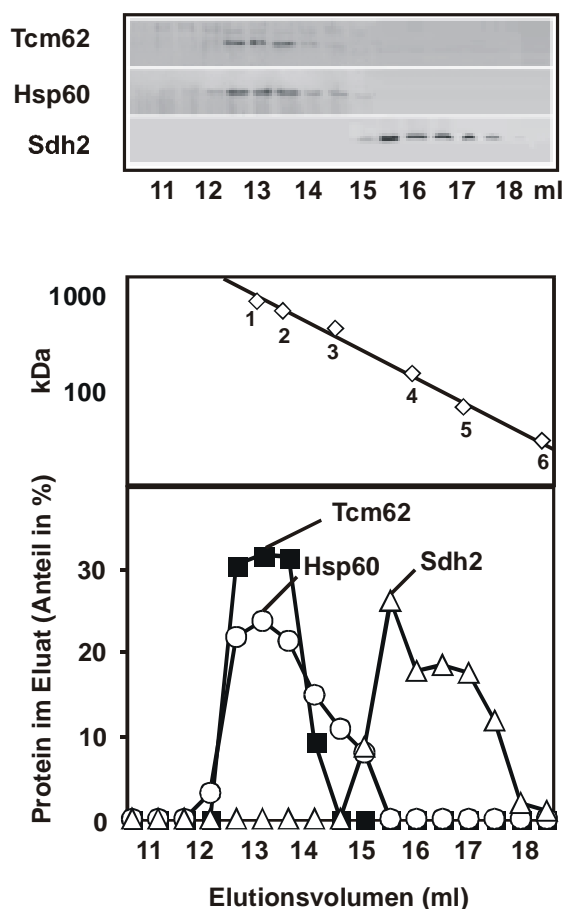 Tcm62
Hsp60
Sdh2
11 12 13 14 15 16 17 18 ml
1000
100
kDa
1
2
3
4
5
6
Protein im Eluat (Anteil in %)
30
20
10
0
Tcm62
Hsp60
Sdh2
11 12 13 14 15 16 17 18
Elutionsvolumen (ml)